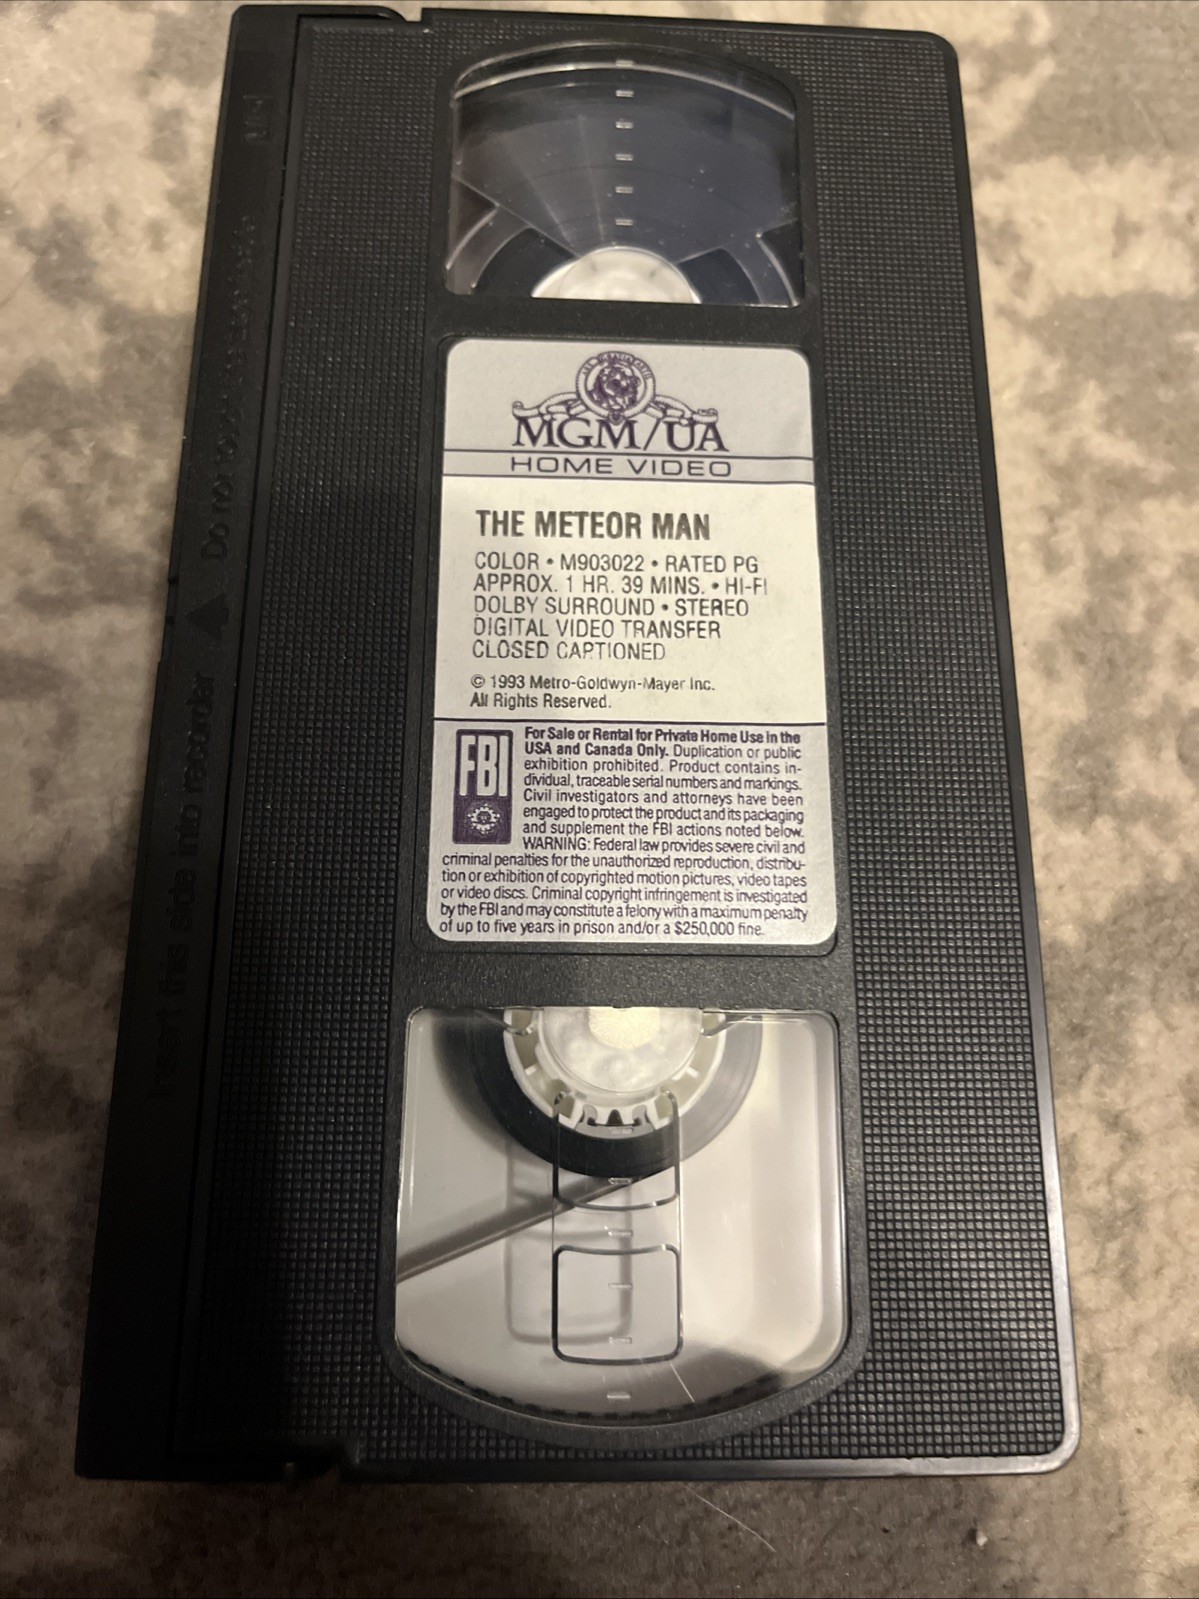 MGM/UA
HOME VIDEO
THE METEOR MAN
COLOR • M903022 • RATED PG
APPROX. 1 HR. 39 MINS. • HI-FI
DOLBY SURROUND • STEREO
DIGITAL VIDEO TRANSFER
CLOSED CAPTIONED
© 1993 Metro-Goldwyn-Mayer Inc.
All Rights Reserved.
FBI
For Sale or Rental for Private Home Use in the
USA and Canada Only. Duplication or public
exhibition prohibited. Product contains in-
dividual, traceable serial numbers and markings.
Civil investigators and attorneys have been
engaged to protect the product and its packaging
and supplement the FBI actions noted below.
WARNING: Federal law provides severe civil and
criminal penalties for the unauthorized reproduction, distribu-
tion or exhibition of copyrighted motion pictures, video tapes
or video discs. Criminal copyright infringement is investigated
by the FBI and may constitute a felony with a maximum penalty
of up to five years in prison and/or a $250,000 fine.
Insert this side into recorder ▲ Do not